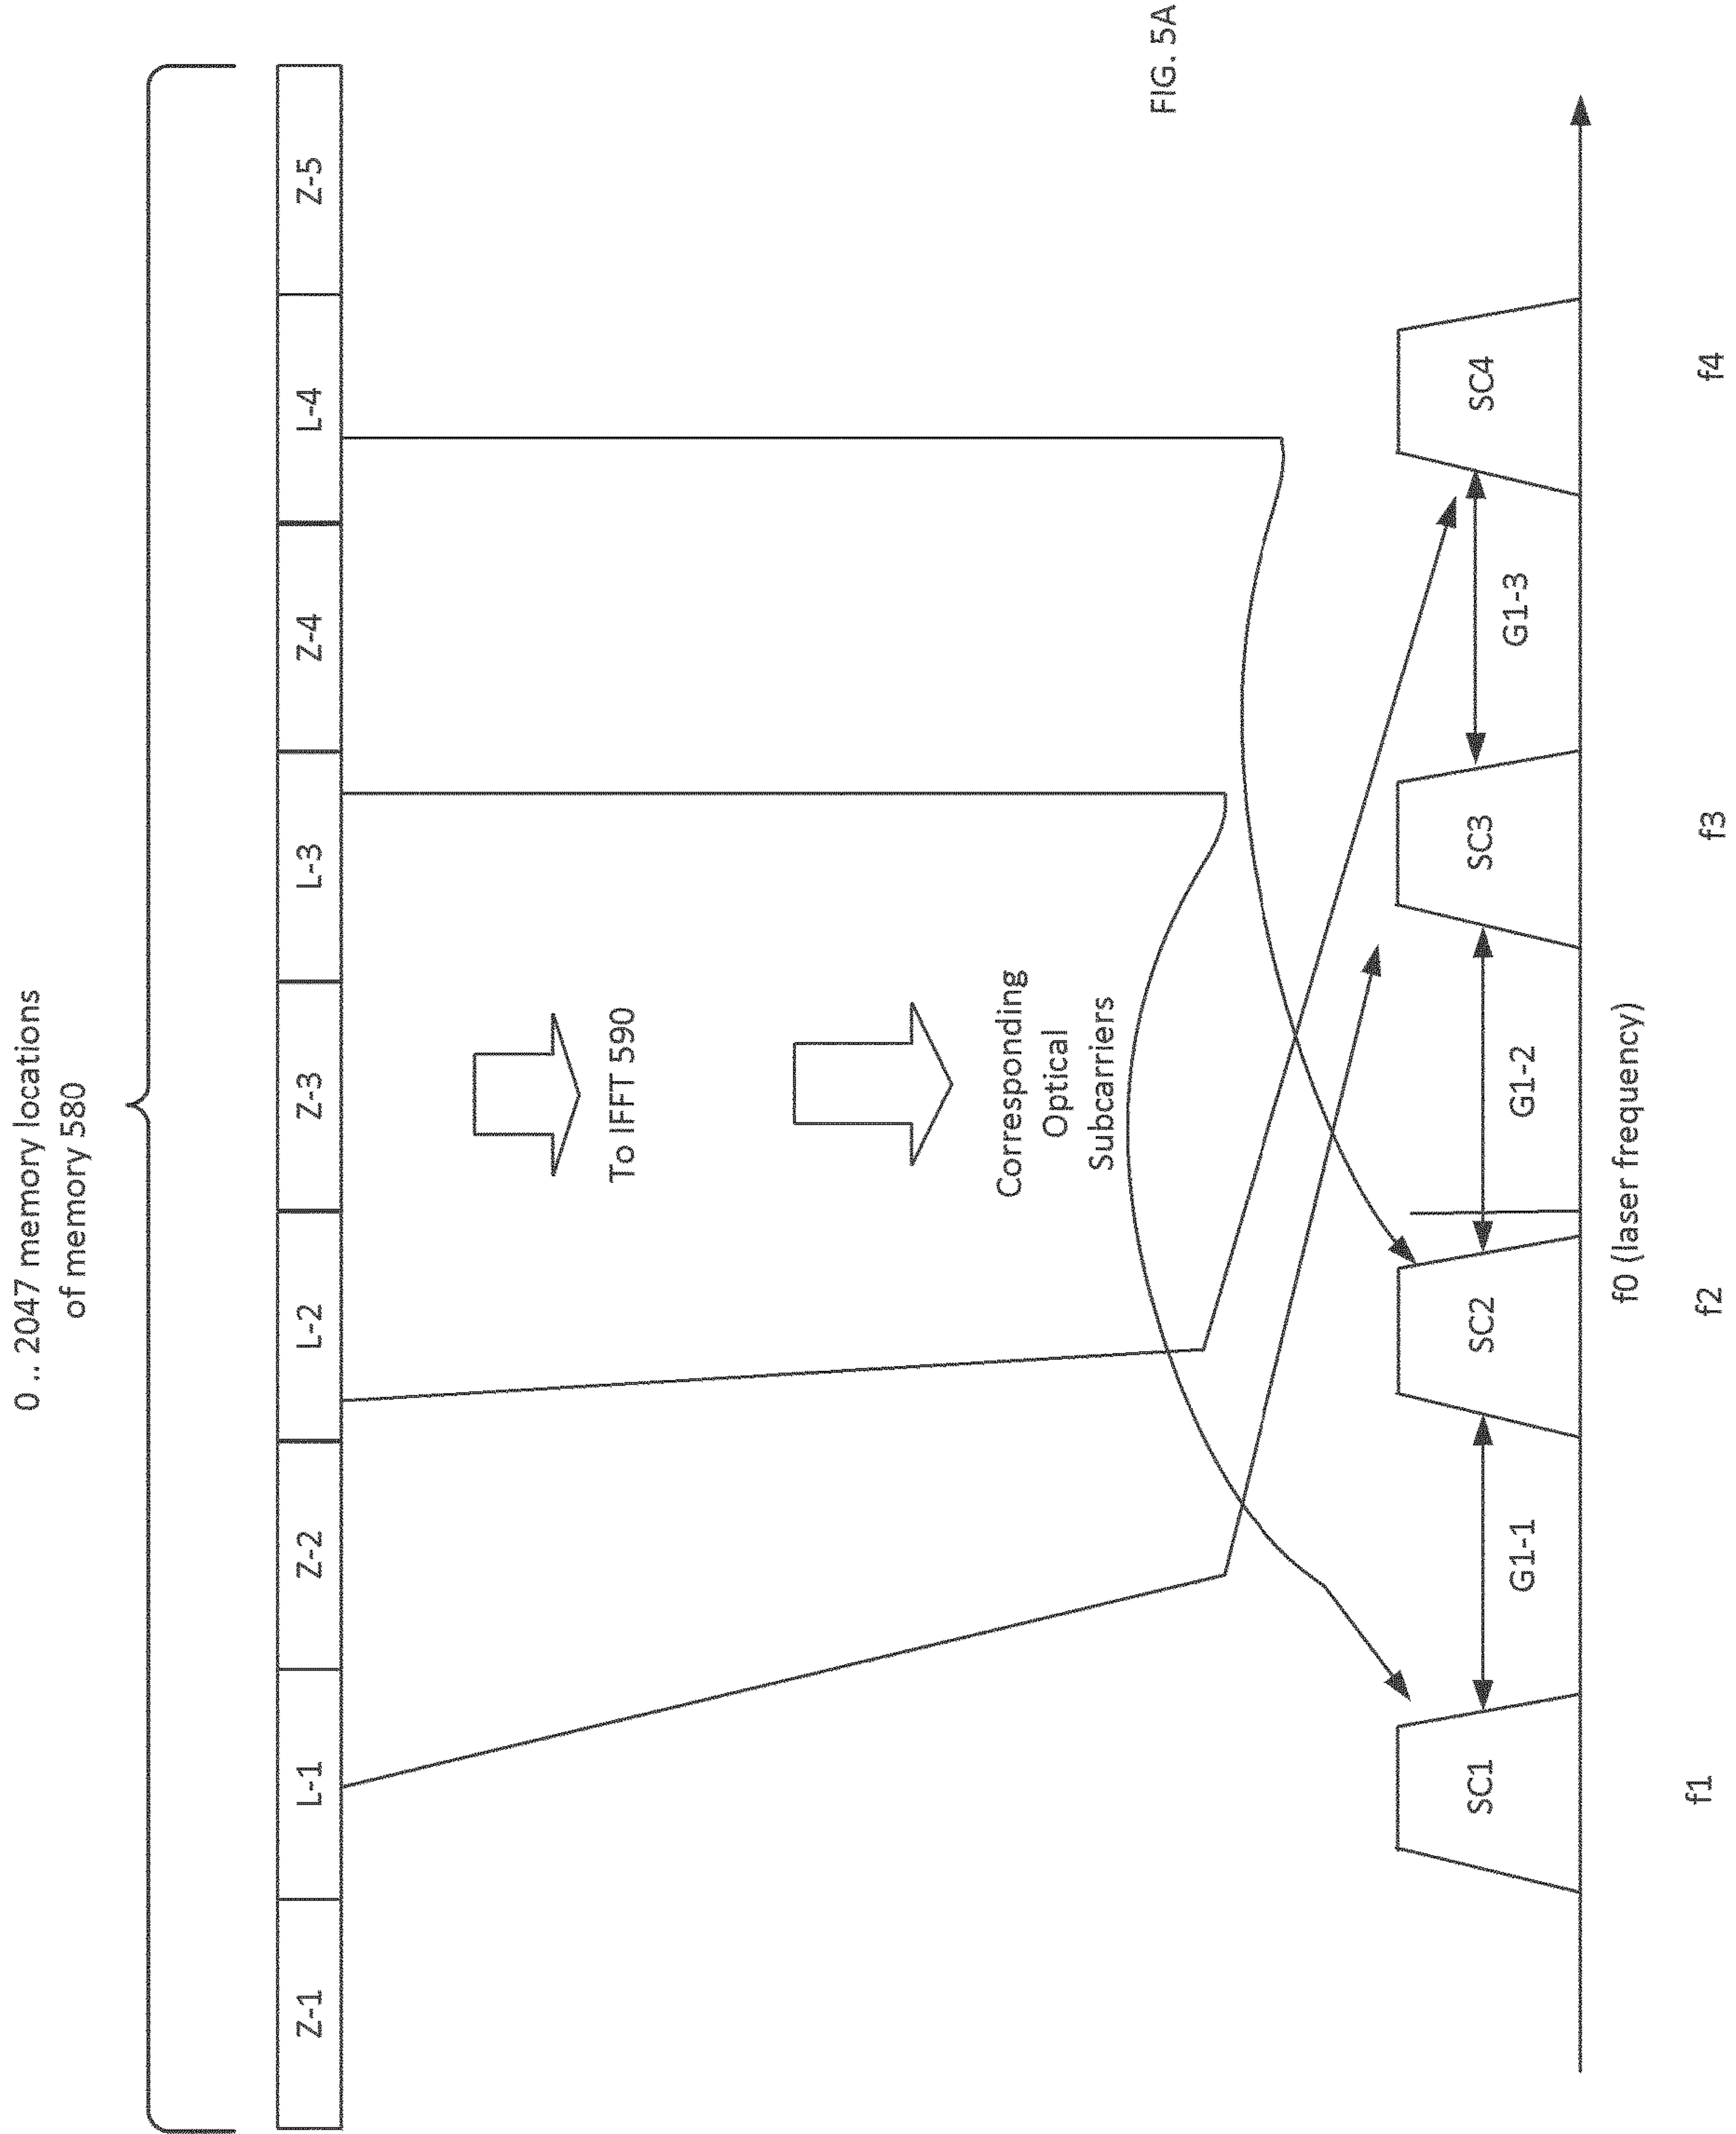 0 .. 2047 memory locations
of memory 580
Z-1 L-1 Z-2 L-2 Z-3 L-3 Z-4 L-4 Z-5
To IFFT 590
Corresponding
Optical
Subcarriers
FIG. 5A
SC1 SC2 SC3 SC4
G1-1 G1-2 G1-3
f0 (laser frequency)
f1 f2 f3 f4